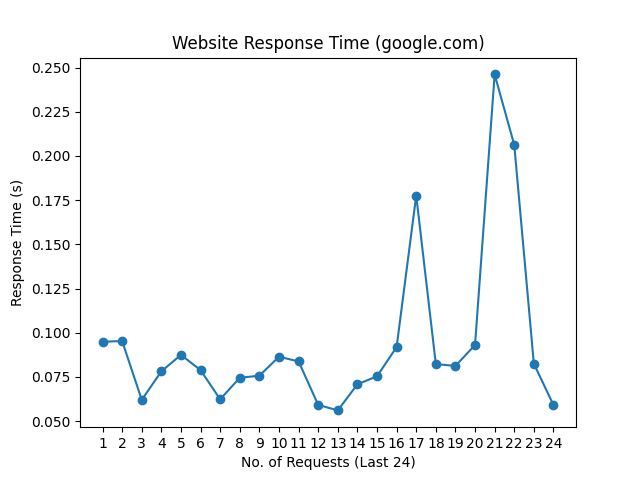 Website Response Time (google.com)
0.250
0.225
0.200
0.175
0.150
0.125
0.100
0.075
0.050
Response Time (s)
1 2 3 4 5 6 7 8 9 10 11 12 13 14 15 16 17 18 19 20 21 22 23 24
No. of Requests (Last 24)